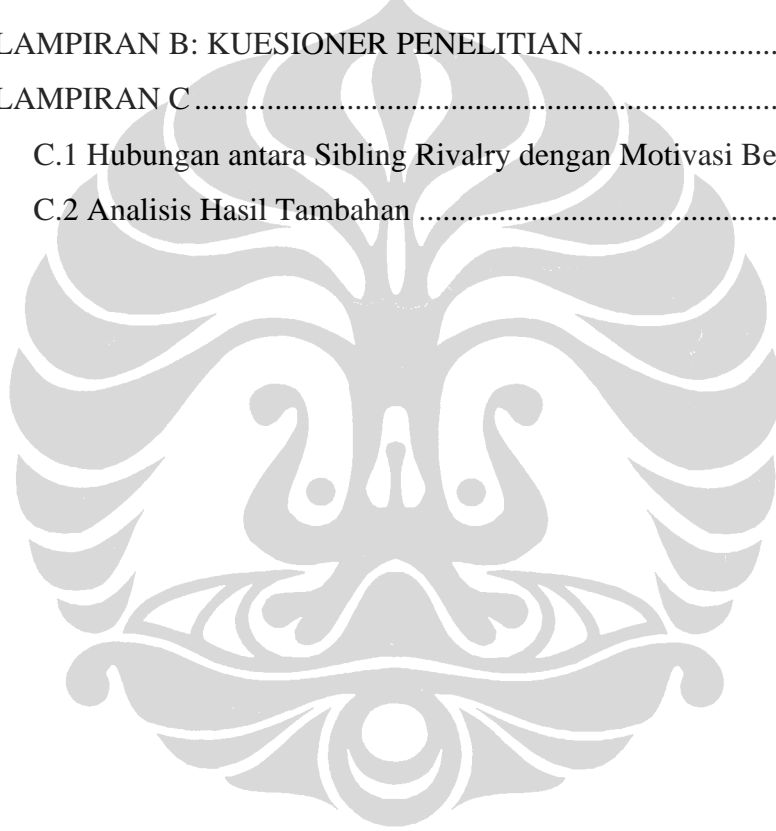 LAMPIRAN B: KUESIONER PENELITIAN.......................
LAMPIRAN C............................................................................
C.1 Hubungan antara Sibling Rivalry dengan Motivasi Be
C.2 Analisis Hasil Tambahan ..............................................